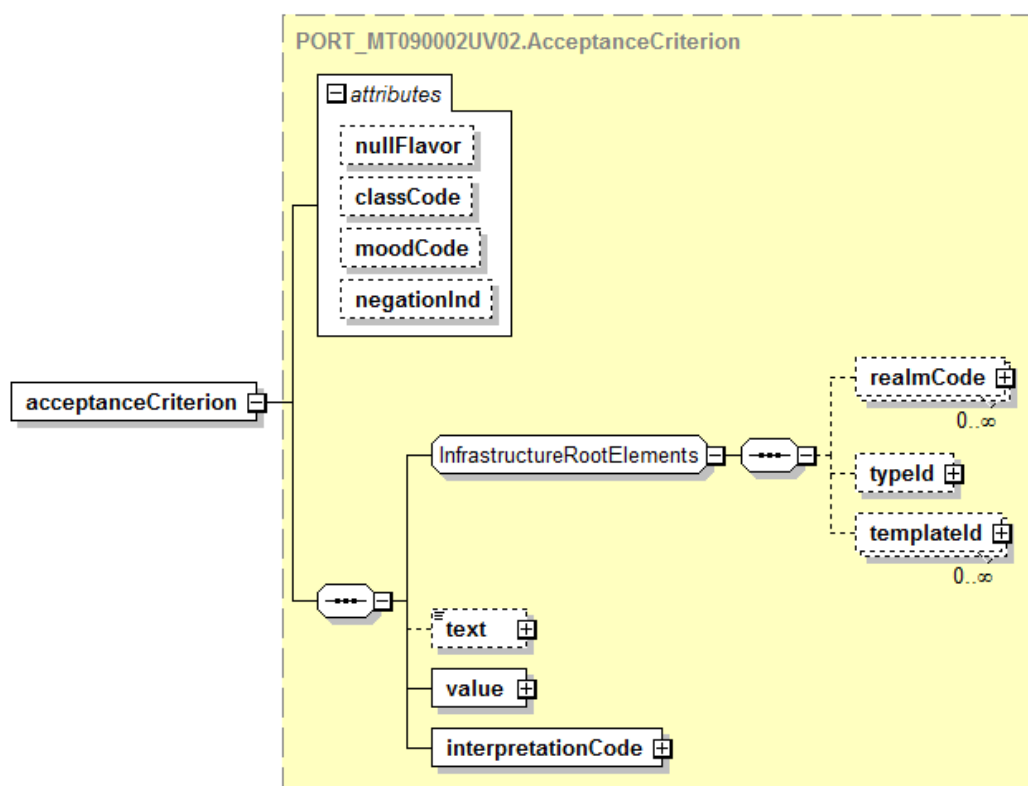 PORT_MT090002UV02.AcceptanceCriterion
attributes
nullFlavor
classCode
moodCode
negationInd
acceptanceCriterion
InfrastructureRootElements
realmCode
0..∞
typeId
templateId
0..∞
text
value
interpretationCode